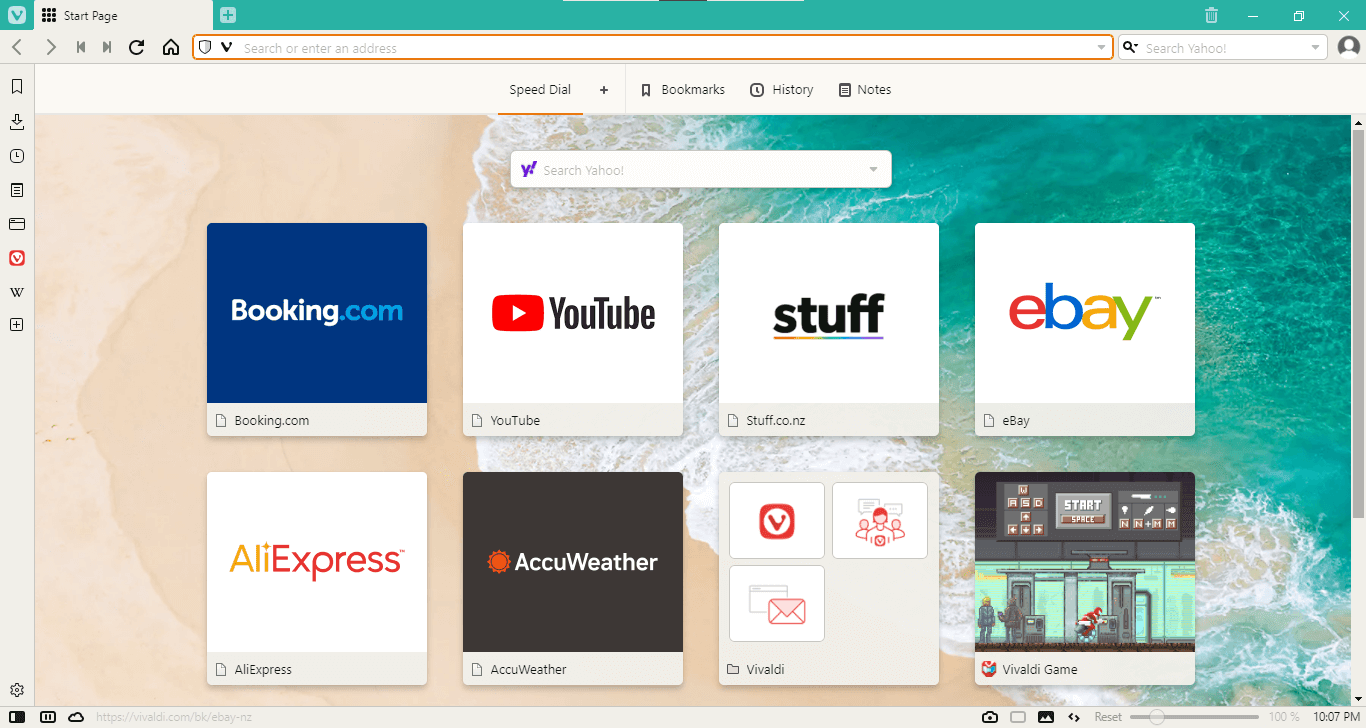 Start Page
Search or enter an address
Search Yahoo!
Speed Dial
Bookmarks
History
Notes
y! Search Yahoo!
Booking.com
YouTube
stuff
ebay™
Booking.com
YouTube
Stuff.co.nz
eBay
AliExpress™
AccuWeather
W
A S D
START
SPACE
N N + M M
AliExpress
AccuWeather
Vivaldi
Vivaldi Game
https://vivaldi.com/bk/ebay-nz
Reset
100 %
10:07 PM